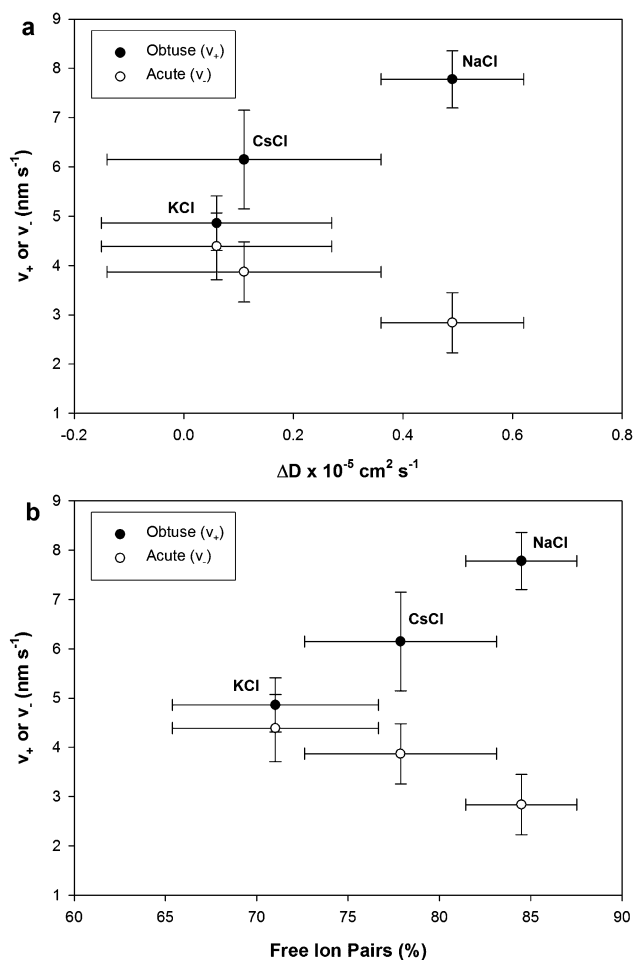 a
9
8
7
6
5
4
3
2
1
v+ or v- (nm s-1)
Obtuse (v+)
Acute (v-)
NaCl
CsCl
KCl
-0.2 0.0 0.2 0.4 0.6 0.8
ΔD x 10-5 cm2 s-1
b
9
8
7
6
5
4
3
2
1
v+ or v- (nm s-1)
Obtuse (v+)
Acute (v-)
NaCl
CsCl
KCl
60 65 70 75 80 85 90
Free Ion Pairs (%)